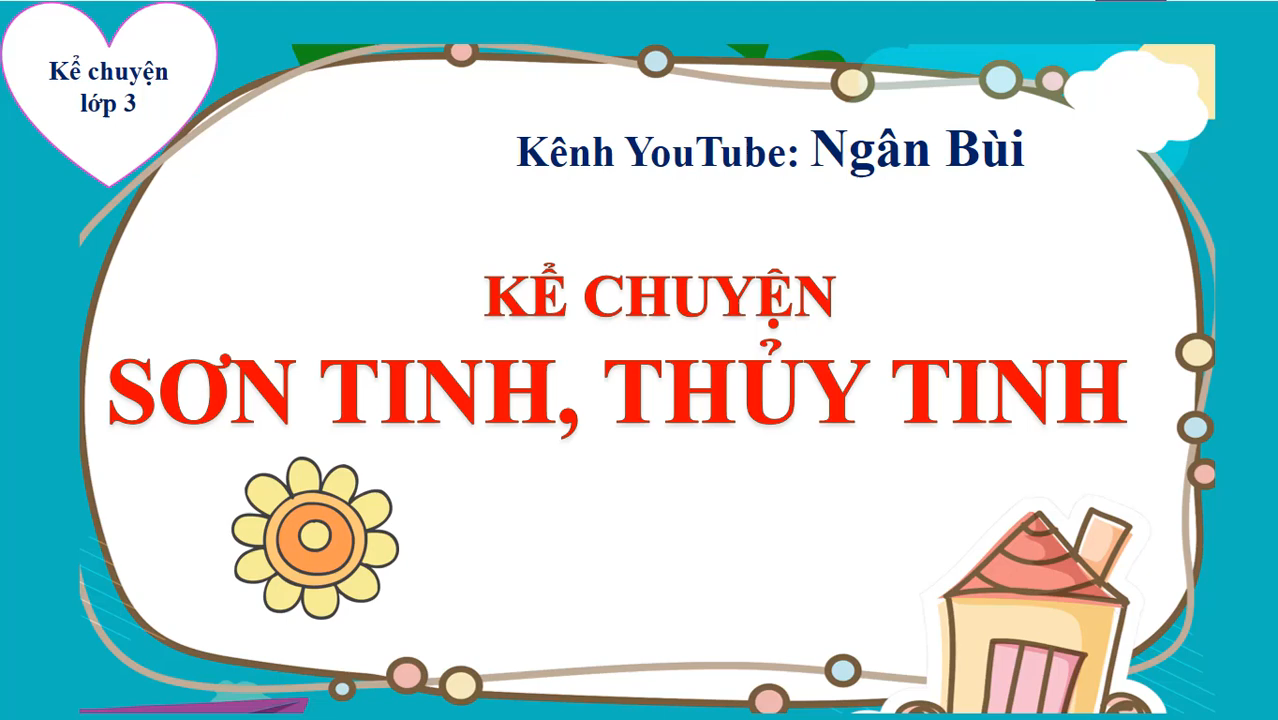 Kể chuyện
lớp 3
Kênh YouTube: Ngân Bùi
KỂ CHUYỆN
SƠN TINH, THỦY TINH